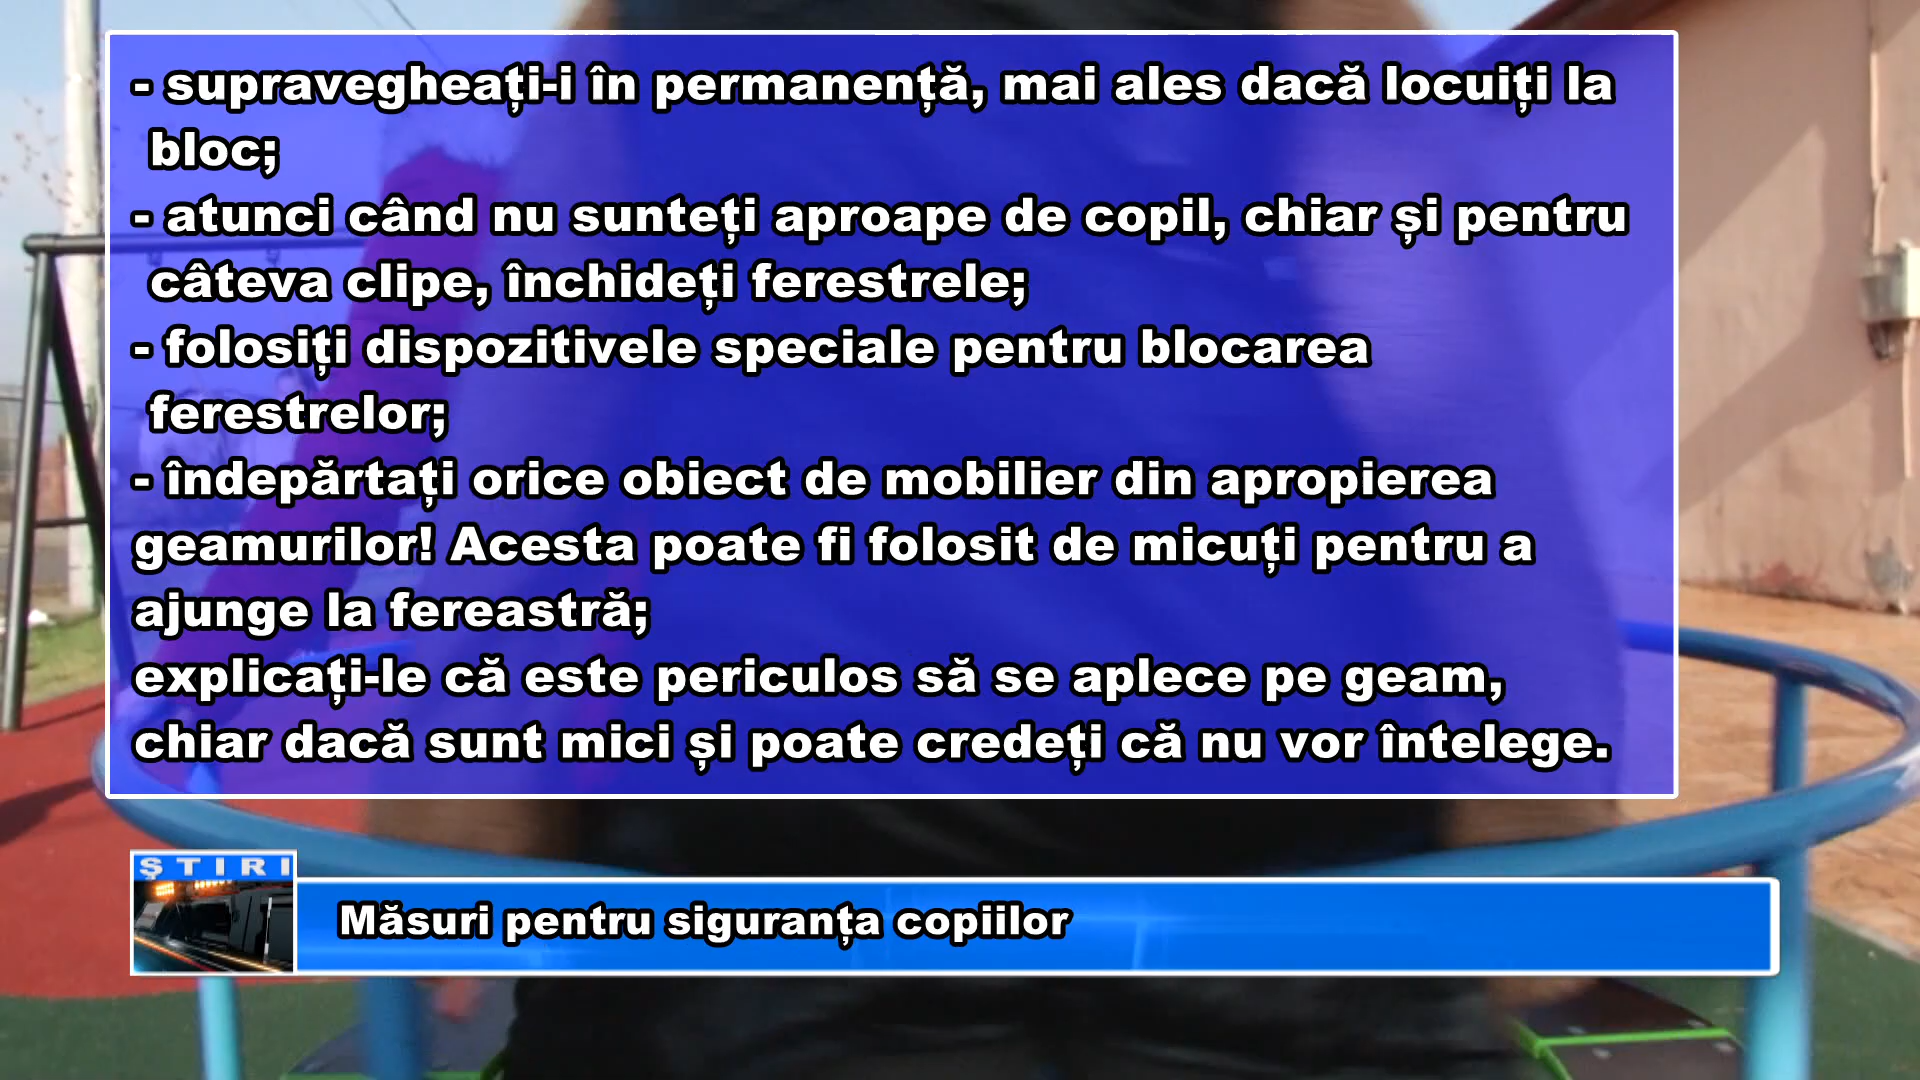 - supravegheați-i în permanență, mai ales dacă locuiți la
bloc;
- atunci când nu sunteți aproape de copil, chiar și pentru
câteva clipe, închideți ferestrele;
- folosiți dispozitivele speciale pentru blocarea
ferestrelor;
- îndepărtați orice obiect de mobilier din apropierea
geamurilor! Acesta poate fi folosit de micuți pentru a
ajunge la fereastră;
explicați-le că este periculos să se aplece pe geam,
chiar dacă sunt mici și poate credeți că nu vor întelege.
ŞTIRI
Măsuri pentru siguranța copiilor